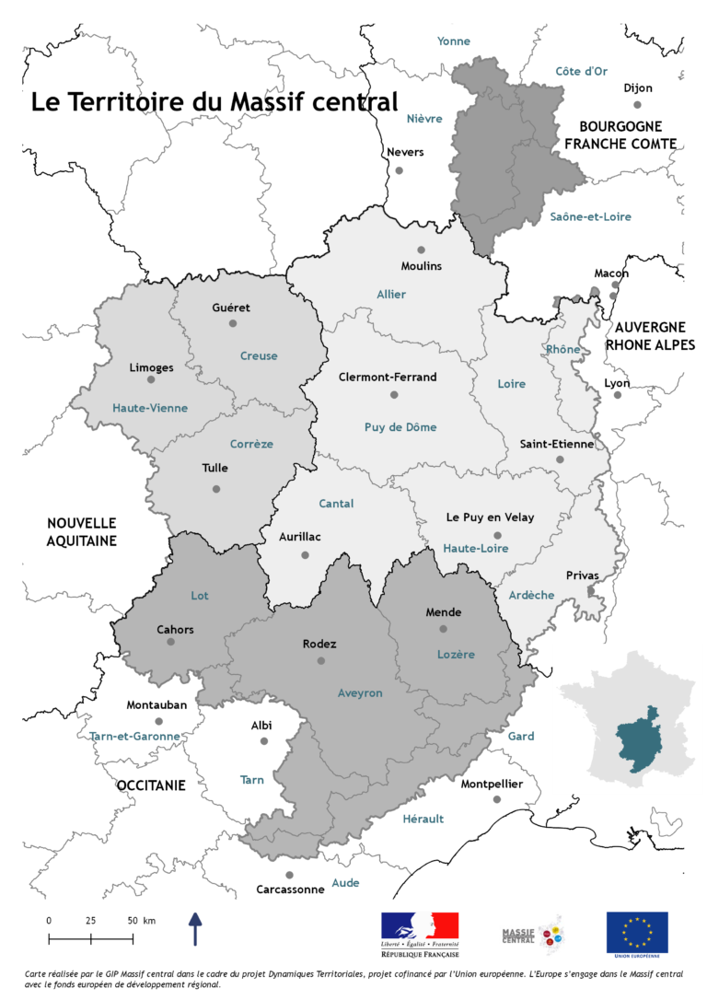 Yonne
Côte d'Or
Dijon
Le Territoire du Massif central
Nièvre
BOURGOGNE
FRANCHE COMTE
Nevers
Saône-et-Loire
Moulins
Macon
Allier
Guéret
AUVERGNE
RHONE ALPES
Creuse
Rhône
Limoges
Clermont-Ferrand
Loire
Lyon
Haute-Vienne
Puy de Dôme
Corrèze
Saint-Etienne
Tulle
Cantal
NOUVELLE
AQUITAINE
Le Puy en Velay
Aurillac
Haute-Loire
Privas
Lot
Ardèche
Mende
Cahors
Rodez
Lozère
Aveyron
Montauban
Albi
Tarn-et-Garonne
Gard
Tarn
OCCITANIE
Montpellier
Hérault
Aude
Carcassonne
0 25 50 km
Liberté • Égalité • Fraternité
RÉPUBLIQUE FRANÇAISE
MASSIF
CENTRAL
UNION EUROPÉENNE
Carte réalisée par le GIP Massif central dans le cadre du projet Dynamiques Territoriales, projet cofinancé par l'Union européenne. L'Europe s'engage dans le Massif central
avec le fonds européen de développement régional.